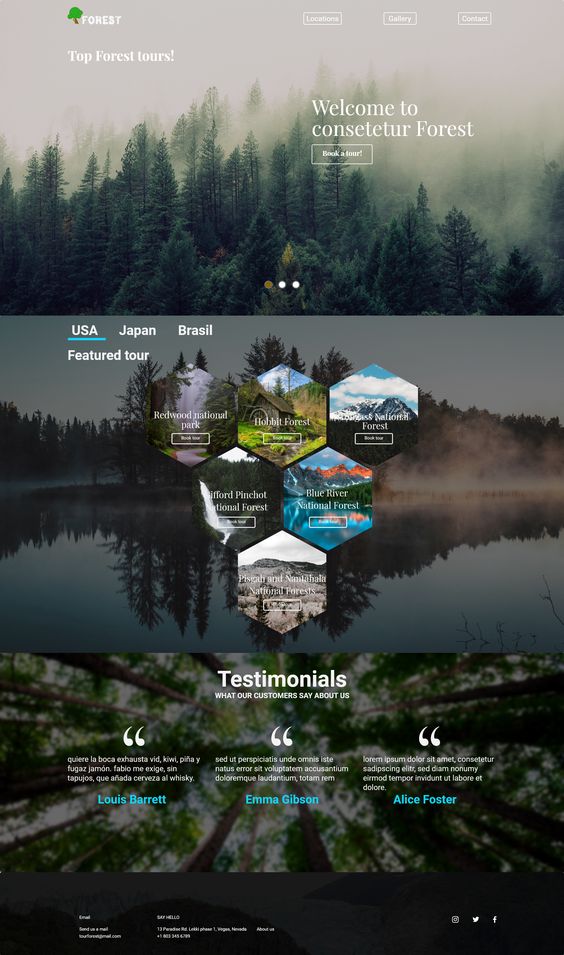 FOREST
Locations
Gallery
Contact
Top Forest tours!
Welcome to
consetetur Forest
Book a tour!
USA
Japan
Brasil
Featured tour
Redwood national
park
Book tour
Hobbit Forest
Book tour
National
Forest
Book tour
ifford Pinchot
National Forest
Book tour
Blue River
National Forest
Book tour
Pisgah and Nantahala
National Forests
Testimonials
WHAT OUR CUSTOMERS SAY ABOUT US
“
quiere la boca exhausta vid, kiwi, piña y
fugaz jamón. fabio me exige, sin
tapujos, que añada cerveza al whisky.
Louis Barrett
“
sed ut perspiciatis unde omnis iste
natus error sit voluptatem accusantium
doloremque laudantium, totam rem
Emma Gibson
“
lorem ipsum dolor sit amet, consetetur
sadipscing elitr, sed diam nonumy
eirmod tempor invidunt ut labore et
dolore.
Alice Foster
Email
Send us a mail
tourforest@mail.com
SAY HELLO
13 Paradise Rd. Lekki phase 1, Vegas, Nevada
+1 803 345 6789
About us